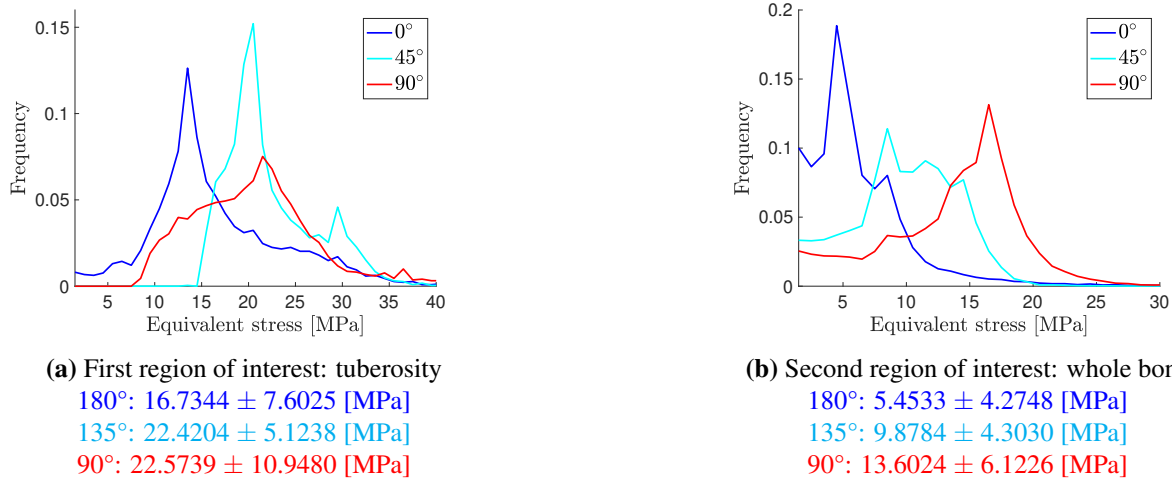 0.15
0.1
0.05
0
Frequency
10 15 20 25 30 35 40
Equivalent stress [MPa]
0°
45°
90°
(a) First region of interest: tuberosity
180°: 16.7344 ± 7.6025 [MPa]
135°: 22.4204 ± 5.1238 [MPa]
90°: 22.5739 ± 10.9480 [MPa]
0.2
0.15
0.1
0.05
0
Frequency
5 10 15 20 25 30
Equivalent stress [MPa]
0°
45°
90°
(b) Second region of interest: whole
180°: 5.4533 ± 4.2748 [MPa]
135°: 9.8784 ± 4.3030 [MPa]
90°: 13.6024 ± 6.1226 [MPa]